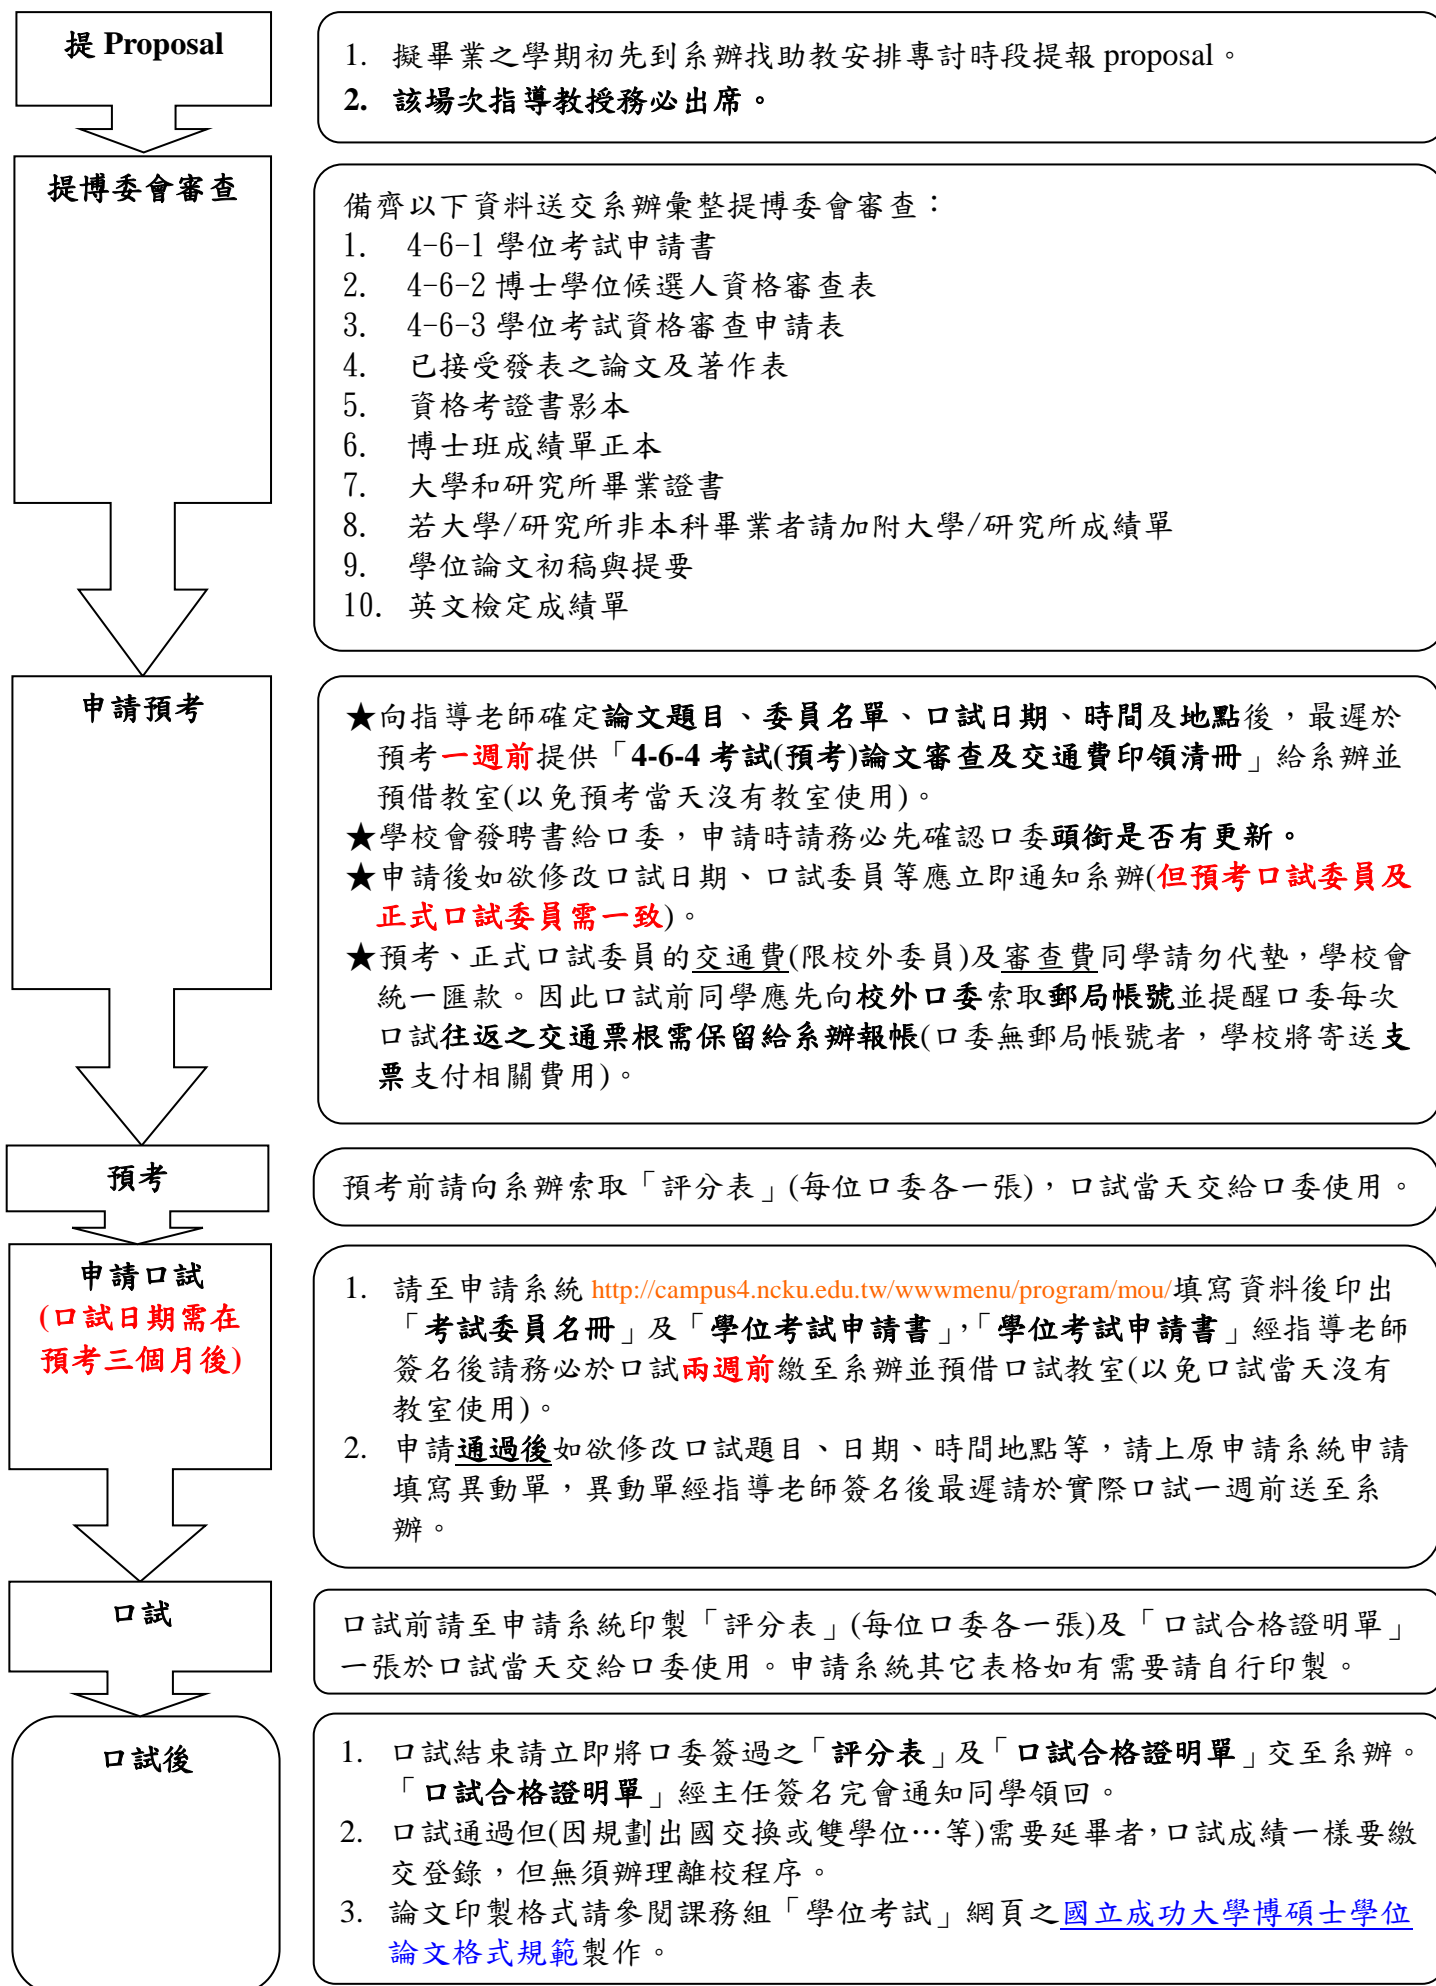 提 Proposal
1. 擬畢業之學期初先到系辦找助教安排專討時段提報 proposal。
2. 該場次指導教授務必出席。
提博委會審查
備齊以下資料送交系辦彙整提博委會審查：
1. 4-6-1 學位考試申請書
2. 4-6-2 博士學位候選人資格審查表
3. 4-6-3 學位考試資格審查申請表
4. 已接受發表之論文及著作表
5. 資格考證書影本
6. 博士班成績單正本
7. 大學和研究所畢業證書
8. 若大學/研究所非本科畢業者請加附大學/研究所成績單
9. 學位論文初稿與提要
10. 英文檢定成績單
申請預考
★向指導老師確定論文題目、委員名單、口試日期、時間及地點後，最遲於
預考一週前提供「4-6-4 考試(預考)論文審查及交通費印領清冊」給系辦並
預借教室(以免預考當天沒有教室使用)。
★學校會發聘書給口委，申請時請務必先確認口委頭銜是否有更新。
★申請後如欲修改口試日期、口試委員等應立即通知系辦(但預考口試委員及
正式口試委員需一致)。
★預考、正式口試委員的交通費(限校外委員)及審查費同學請勿代墊，學校會
統一匯款。因此口試前同學應先向校外口委索取郵局帳號並提醒口委每次
口試往返之交通票根需保留給系辦報帳(口委無郵局帳號者，學校將寄送支
票支付相關費用)。
預考
預考前請向系辦索取「評分表」(每位口委各一張)，口試當天交給口委使用。
申請口試
(口試日期需在
預考三個月後)
1. 請至申請系統 http://campus4.ncku.edu.tw/wwwmenu/program/mou/填寫資料後印出
「考試委員名冊」及「學位考試申請書」，「學位考試申請書」經指導老師
簽名後請務必於口試兩週前繳至系辦並預借口試教室(以免口試當天沒有
教室使用)。
2. 申請通過後如欲修改口試題目、日期、時間地點等，請上原申請系統申請
填寫異動單，異動單經指導老師簽名後最遲請於實際口試一週前送至系
辦。
口試
口試前請至申請系統印製「評分表」(每位口委各一張)及「口試合格證明單」
一張於口試當天交給口委使用。申請系統其它表格如有需要請自行印製。
口試後
1. 口試結束請立即將口委簽過之「評分表」及「口試合格證明單」交至系辦。
「口試合格證明單」經主任簽名完會通知同學領回。
2. 口試通過但(因規劃出國交換或雙學位…等)需要延畢者，口試成績一樣要繳
交登錄，但無須辦理離校程序。
3. 論文印製格式請參閱課務組「學位考試」網頁之國立成功大學博碩士學位
論文格式規範製作。